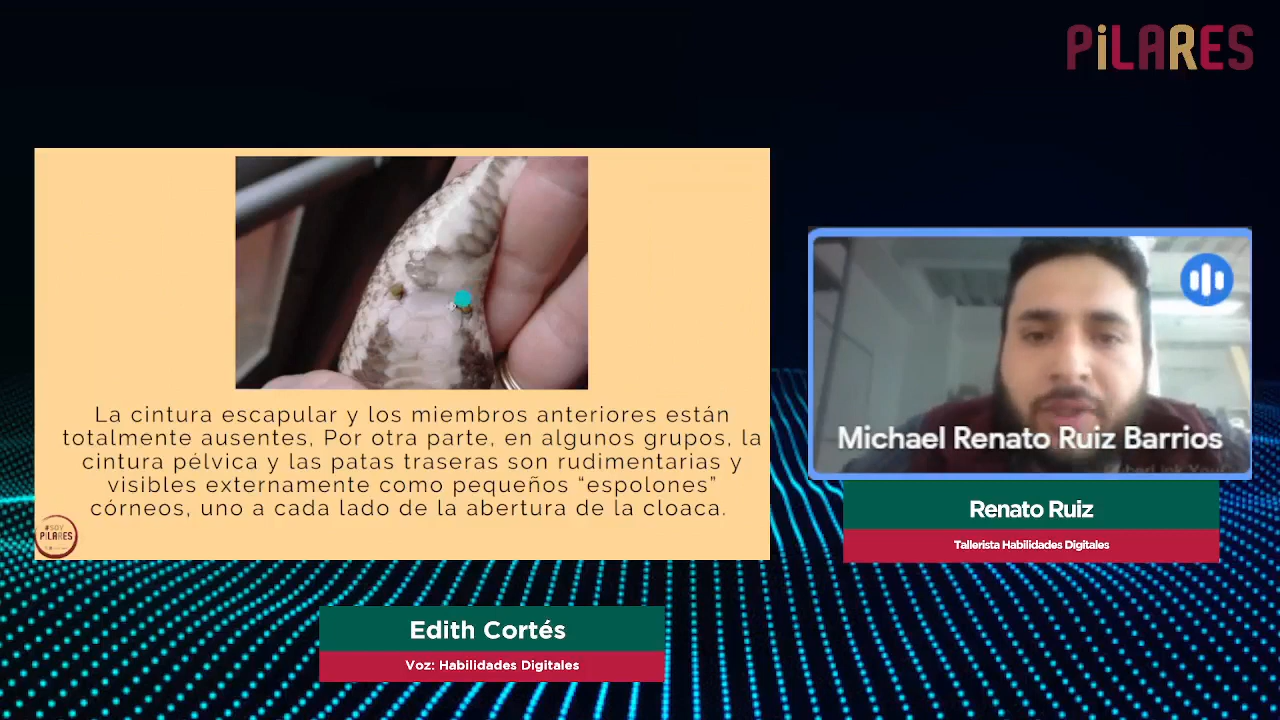 PiLARES
La cintura escapular y los miembros anteriores están
totalmente ausentes. Por otra parte, en algunos grupos, la
cintura pélvica y las patas traseras son rudimentarias y
visibles externamente como pequeños “espolones”
córneos, uno a cada lado de la abertura de la cloaca.
#SOY
PiLARES
Michael Renato Ruiz Barrios
Renato Ruiz
Tallerista Habilidades Digitales
Edith Cortés
Voz: Habilidades Digitales